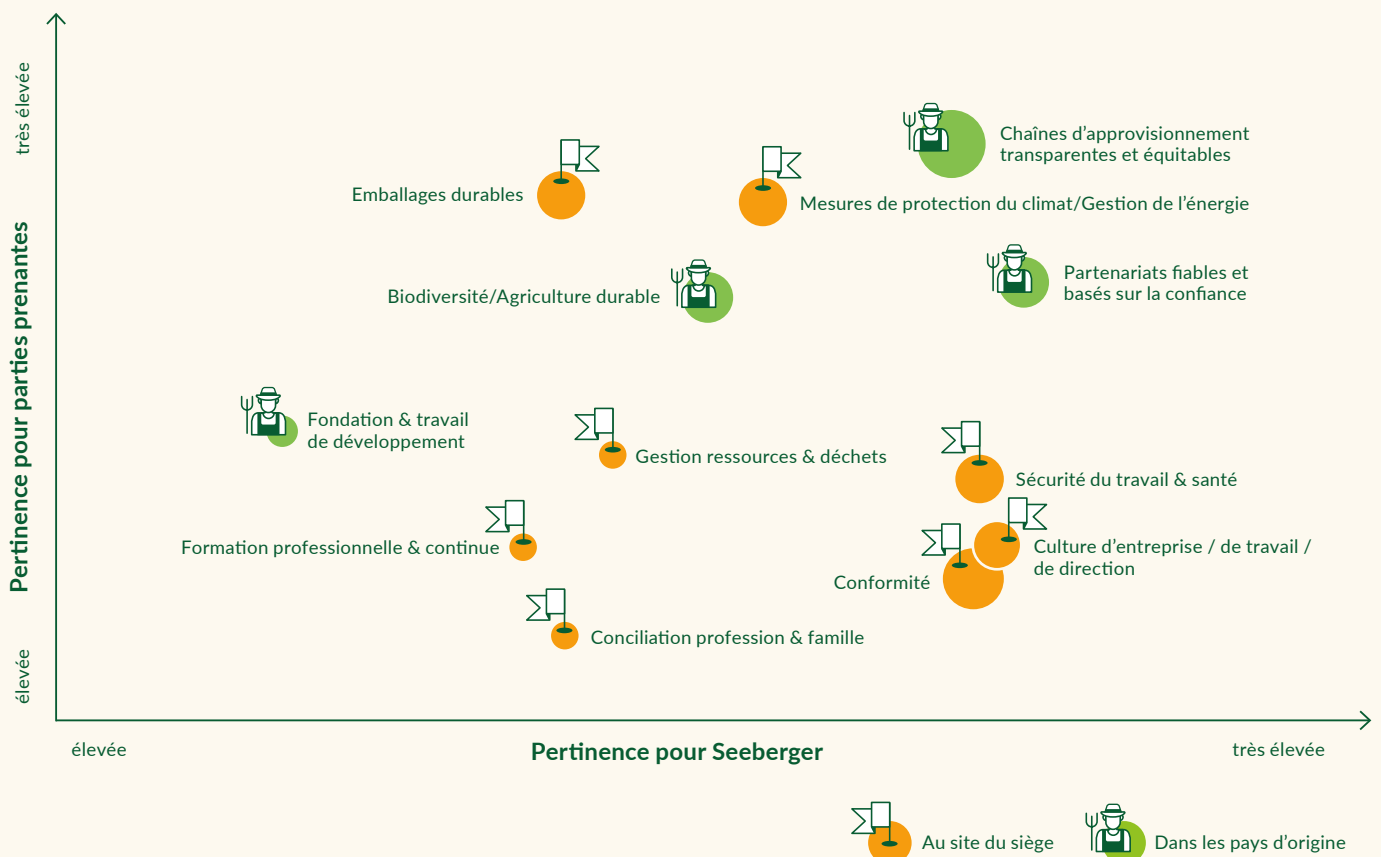 très élevée
Pertinence pour parties prenantes
élevée
Chaînes d’approvisionnement
transparentes et équitables
Emballages durables
Mesures de protection du climat/Gestion de l’énergie
Partenariats fiables et
basés sur la confiance
Biodiversité/Agriculture durable
Fondation & travail
de développement
Gestion ressources & déchets
Sécurité du travail & santé
Formation professionnelle & continue
Culture d’entreprise / de travail /
de direction
Conformité
Conciliation profession & famille
élevée
Pertinence pour Seeberger
très élevée
Au site du siège
Dans les pays d’origine